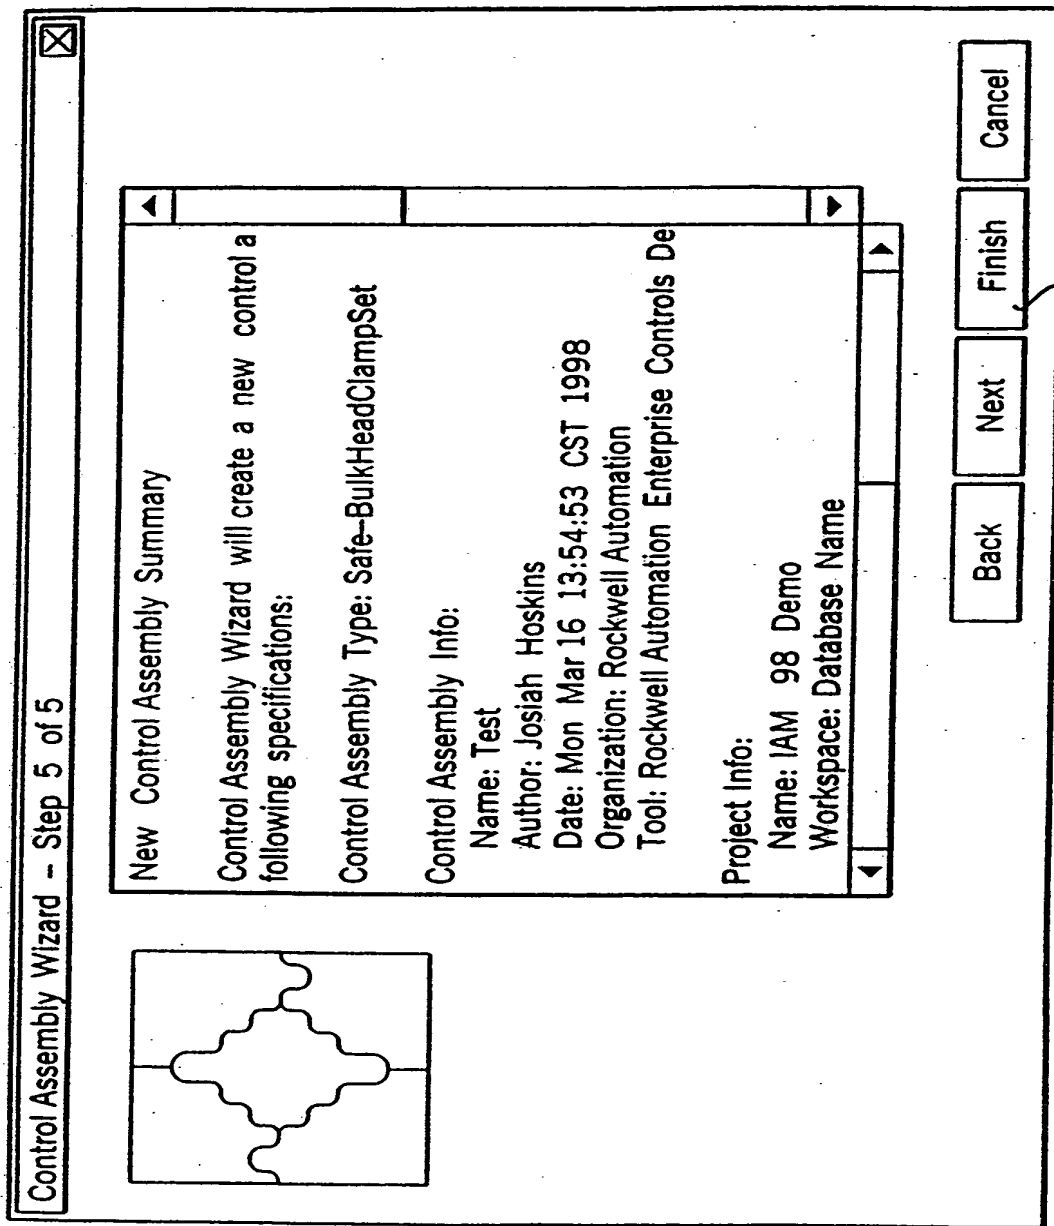 Control Assembly Wizard – Step 5 of 5
New Control Assembly Summary
Control Assembly Wizard will create a new control a
following specifications:
Control Assembly Type: Safe–BulkHeadClampSet
Control Assembly Info:
Name: Test
Author: Josiah Hoskins
Date: Mon Mar 16 13:54:53 CST 1998
Organization: Rockwell Automation
Tool: Rockwell Automation Enterprise Controls De
Project Info:
Name: IAM 98 Demo
Workspace: Database Name
Back Next Finish Cancel